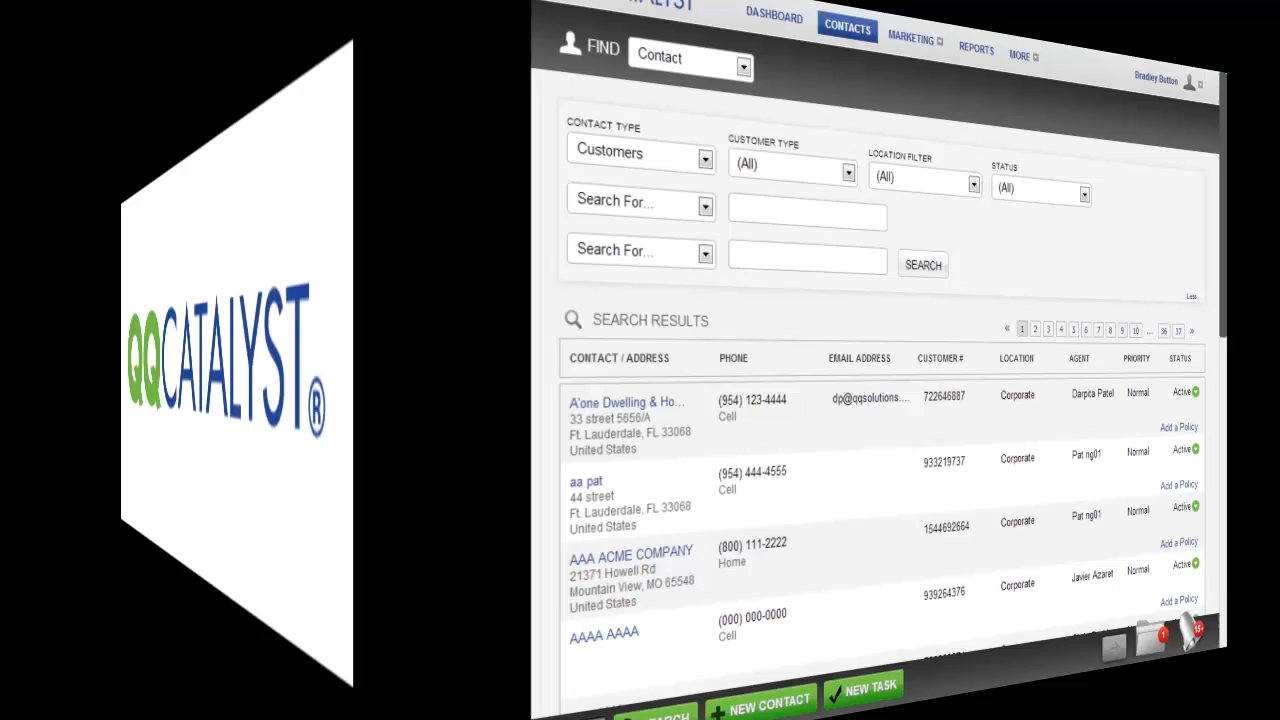 QQCATALYST®
DASHBOARD CONTACTS MARKETING REPORTS MORE
Bradley Button
FIND Contact
CONTACT TYPE CUSTOMER TYPE LOCATION FILTER STATUS
Customers (All) (All) (All)
Search For...
Search For... SEARCH
Less
SEARCH RESULTS
« 1 2 3 4 5 6 7 8 9 10 ... 36 37 »
CONTACT / ADDRESS PHONE EMAIL ADDRESS CUSTOMER # LOCATION AGENT PRIORITY STATUS
A'one Dwelling & Ho... (954) 123-4444 dp@qqsolutions.... 722646887 Corporate Darpita Patel Normal Active
33 street 5656/A Cell
Ft. Lauderdale, FL 33068
United States Add a Policy
aa pat (954) 444-4555 933219737 Corporate Pat ng01 Normal Active
44 street Cell
Ft. Lauderdale, FL 33068
United States Add a Policy
AAA ACME COMPANY (800) 111-2222 1544692664 Corporate Pat ng01 Normal Active
21371 Howell Rd Home
Mountain View, MO 65548
United States Add a Policy
AAAA AAAA (000) 000-0000 939264376 Corporate Javier Azaret Normal Active
Cell
Add a Policy
1 15+
NEW CONTACT NEW TASK